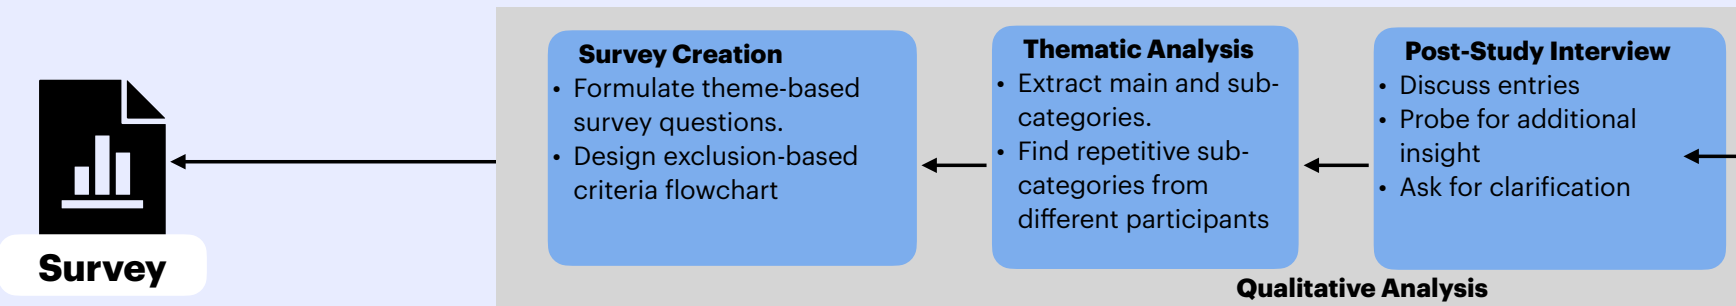 Survey Creation
• Formulate theme-based
survey questions.
• Design exclusion-based
criteria flowchart
Thematic Analysis
• Extract main and sub-
categories.
• Find repetitive sub-
categories from
different participants
Post-Study Interview
• Discuss entries
• Probe for additional
insight
• Ask for clarification
Survey
Qualitative Analysis